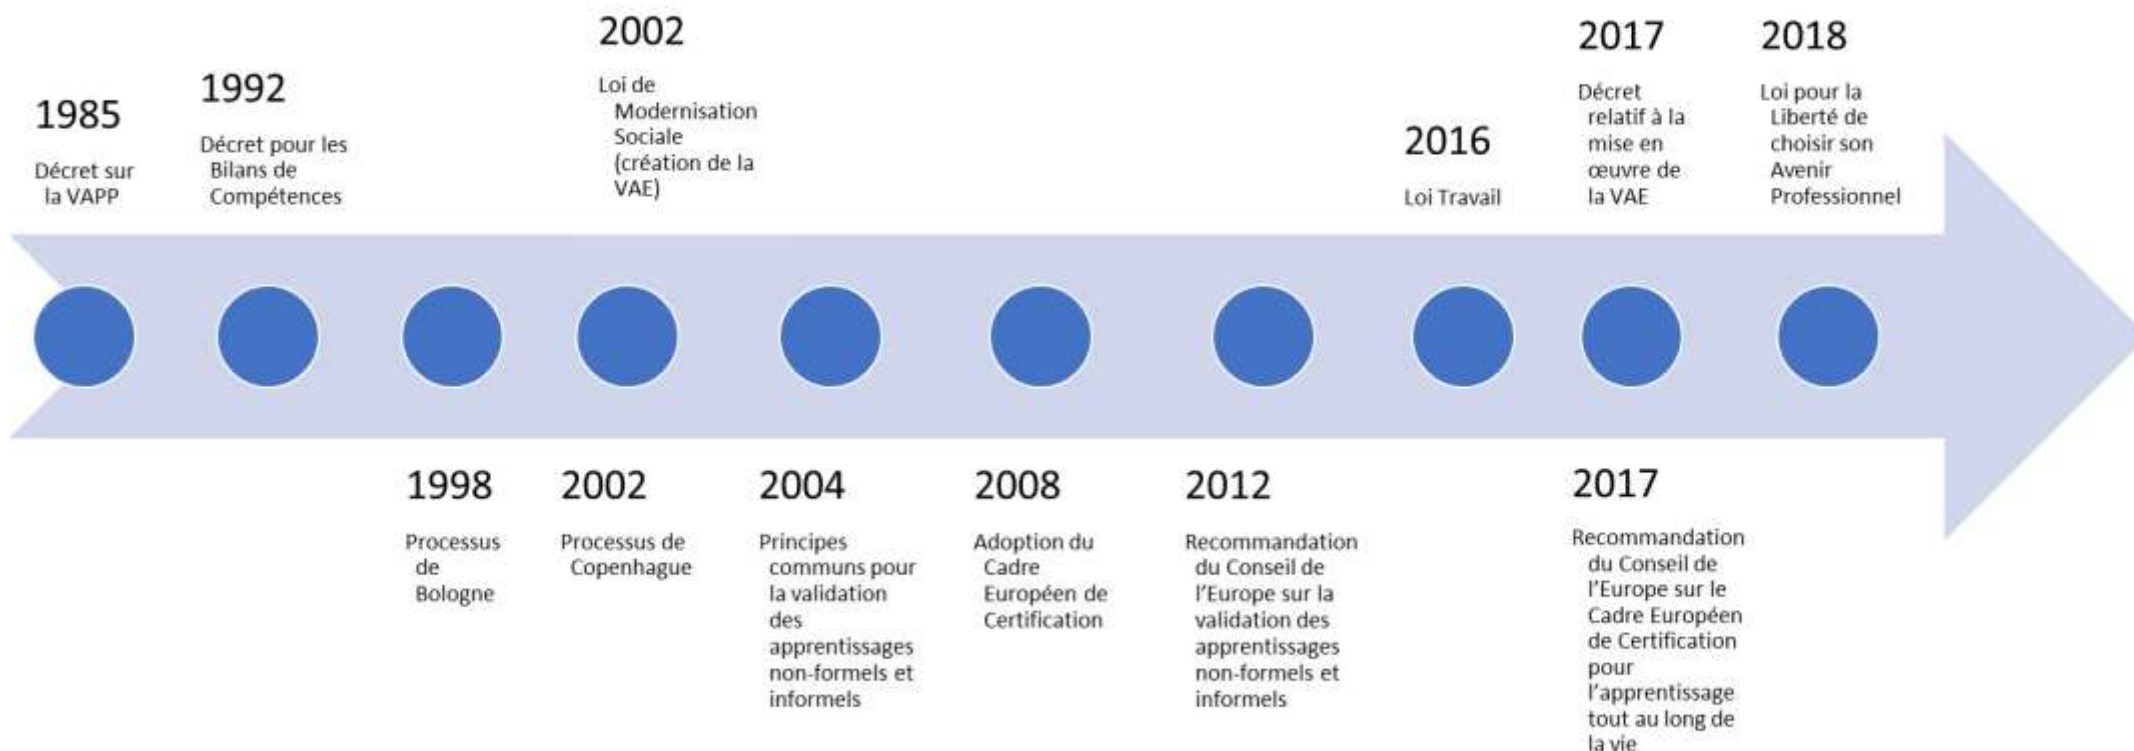 1985
Décret sur
la VAPP
1992
Décret pour les
Bilans de
Compétences
2002
Loi de
Modernisation
Sociale
(création de la
VAE)
2016
Loi Travail
2017
Décret
relatif à la
mise en
œuvre de
la VAE
2018
Loi pour la
Liberté de
choisir son
Avenir
Professionnel
1998
Processus
de
Bologne
2002
Processus de
Copenhague
2004
Principes
communs pour
la validation
des
apprentissages
non-formels et
informels
2008
Adoption du
Cadre
Européen de
Certification
2012
Recommandation
du Conseil de
l'Europe sur la
validation des
apprentissages
non-formels et
informels
2017
Recommandation
du Conseil de
l'Europe sur le
Cadre Européen
de Certification
pour
l'apprentissage
tout au long de
la vie